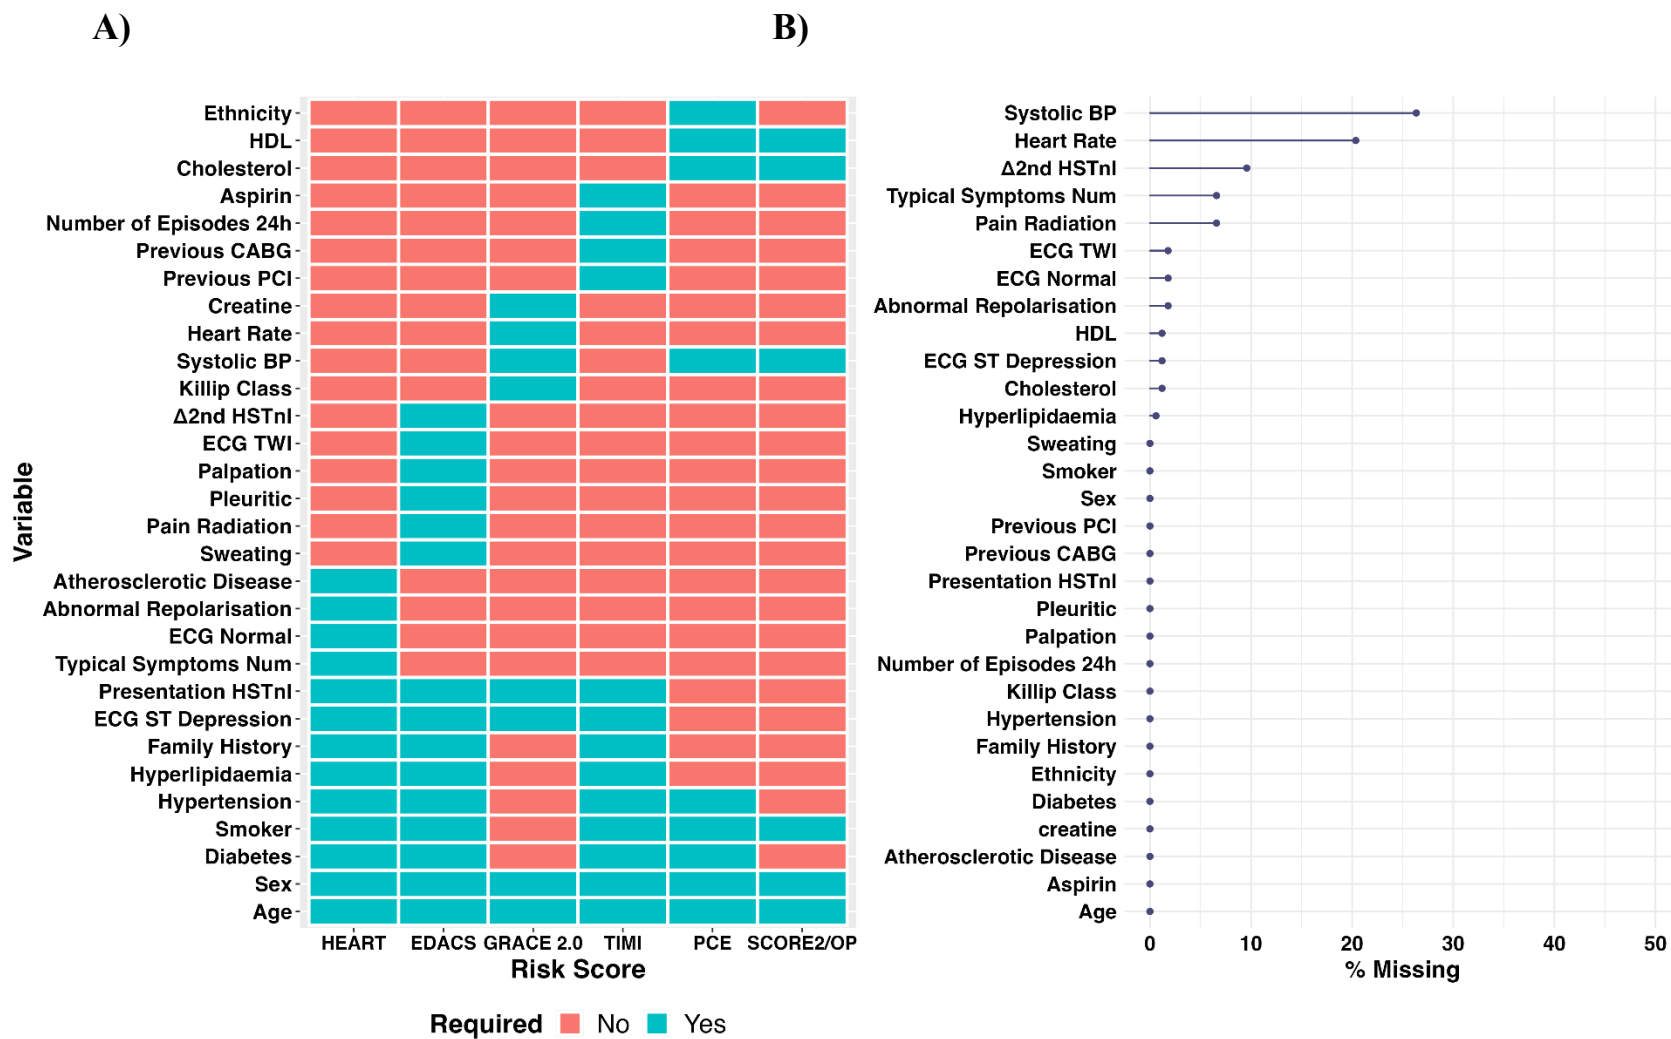 A)
B)
Variable
Ethnicity
HDL
Cholesterol
Aspirin
Number of Episodes 24h
Previous CABG
Previous PCI
Creatine
Heart Rate
Systolic BP
Killip Class
Δ2nd HSTnI
ECG TWI
Palpation
Pleuritic
Pain Radiation
Sweating
Atherosclerotic Disease
Abnormal Repolarisation
ECG Normal
Typical Symptoms Num
Presentation HSTnI
ECG ST Depression
Family History
Hyperlipidaemia
Hypertension
Smoker
Diabetes
Sex
Age
HEART EDACS GRACE 2.0 TIMI PCE SCORE2/OP
Risk Score
Required No Yes
Systolic BP
Heart Rate
Δ2nd HSTnI
Typical Symptoms Num
Pain Radiation
ECG TWI
ECG Normal
Abnormal Repolarisation
HDL
ECG ST Depression
Cholesterol
Hyperlipidaemia
Sweating
Smoker
Sex
Previous PCI
Previous CABG
Presentation HSTnI
Pleuritic
Palpation
Number of Episodes 24h
Killip Class
Hypertension
Family History
Ethnicity
Diabetes
creatine
Atherosclerotic Disease
Aspirin
Age
0 10 20 30 40 50
% Missing